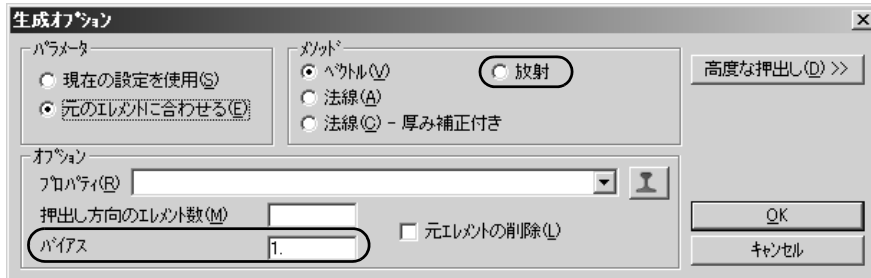 生成オプション
パラメータ
現在の設定を使用(S)
元のエレメントに合わせる(E)
メソッド
ベクトル(V)
放射
法線(A)
法線(C) - 厚み補正付き
高度な押出し(D) >>
オプション
プロパティ(R)
押出し方向のエレメント数(M)
元エレメントの削除(L)
バイアス
1.
OK
キャンセル